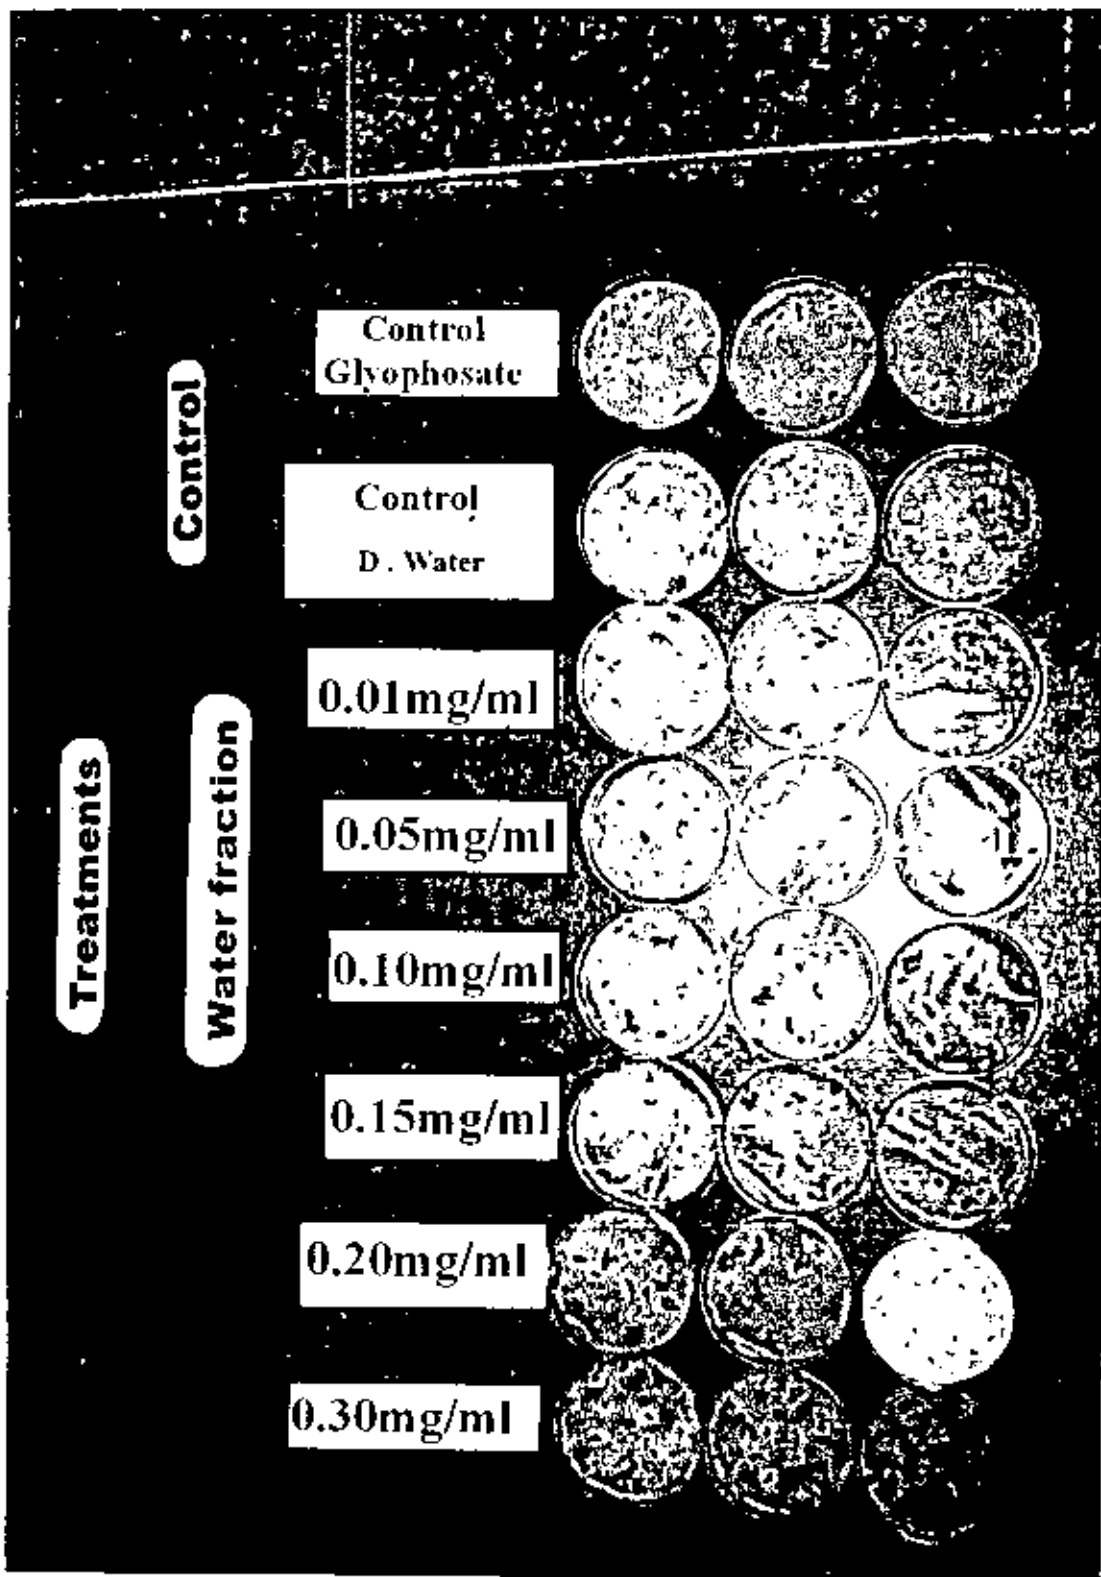 Control
Glyophosate
Control
D . Water
Control
0.01mg/ml
0.05mg/ml
0.10mg/ml
0.15mg/ml
0.20mg/ml
0.30mg/ml
Water fraction
Treatments